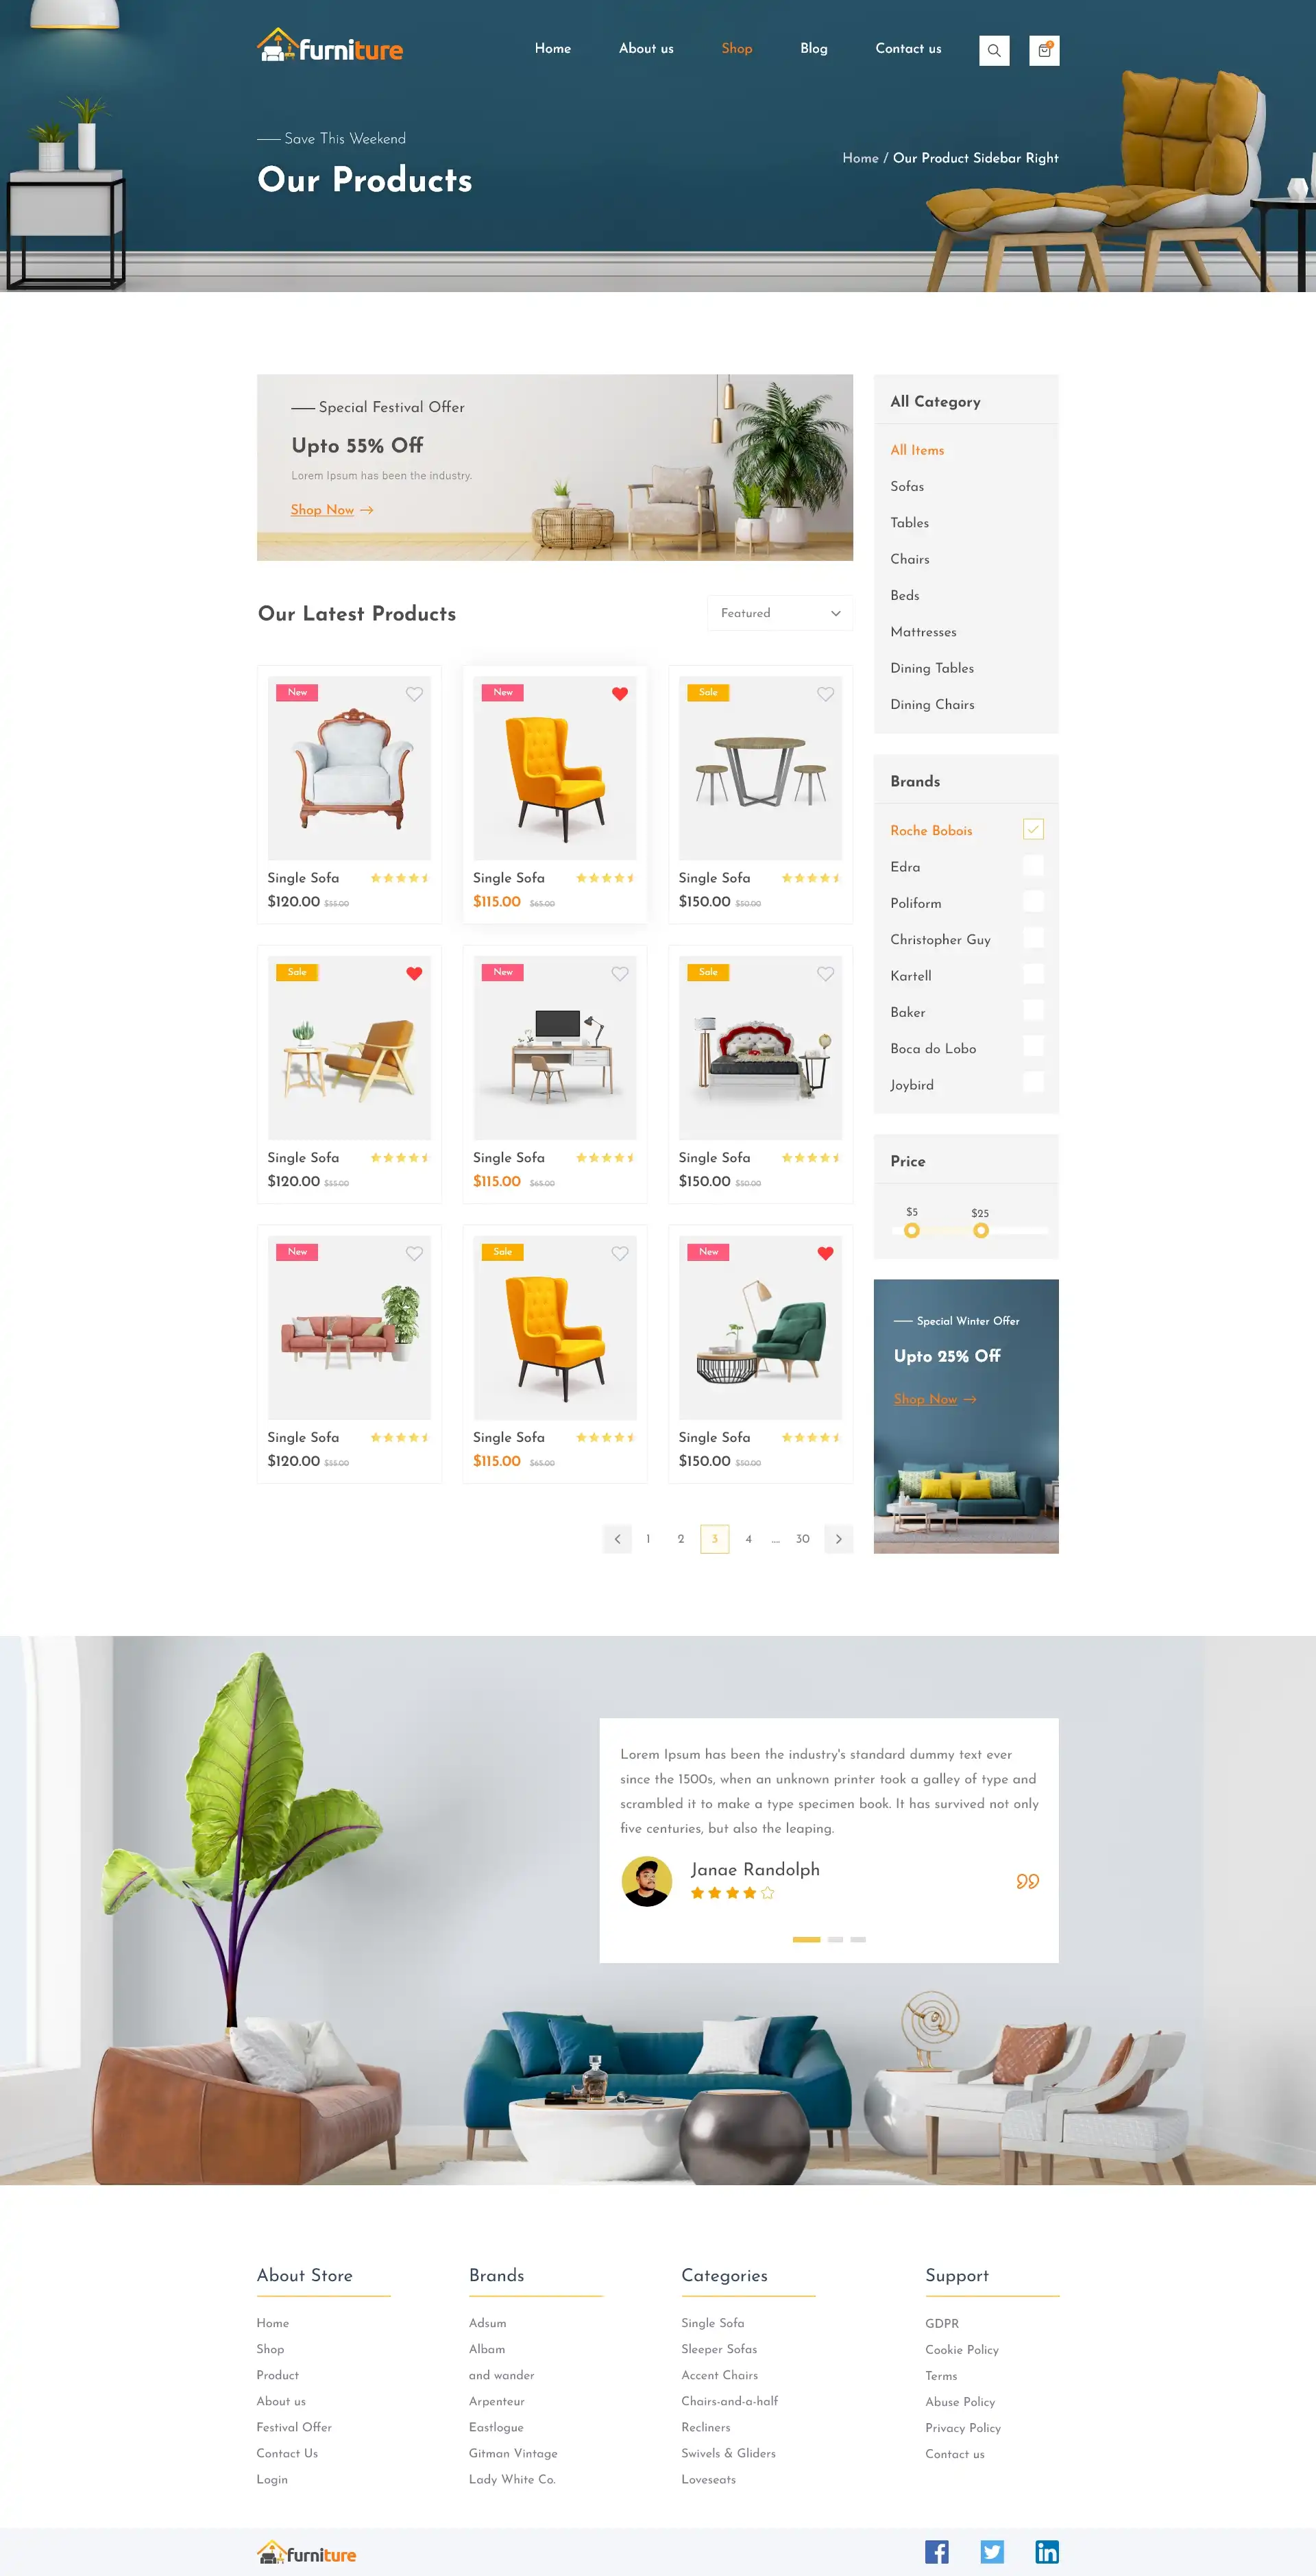 furniture
Home
About us
Shop
Blog
Contact us
Save This Weekend
Our Products
Home / Our Product Sidebar Right
Special Festival Offer
Upto 55% Off
Lorem Ipsum has been the industry.
Shop Now
Our Latest Products
Featured
New
Single Sofa
$120.00 $55.00
New
Single Sofa
$115.00 $65.00
Sale
Single Sofa
$150.00 $50.00
Sale
Single Sofa
$120.00 $55.00
New
Single Sofa
$115.00 $65.00
Sale
Single Sofa
$150.00 $50.00
New
Single Sofa
$120.00 $55.00
Sale
Single Sofa
$115.00 $65.00
New
Single Sofa
$150.00 $50.00
1 2 3 4 .... 30
All Category
All Items
Sofas
Tables
Chairs
Beds
Mattresses
Dining Tables
Dining Chairs
Brands
Roche Bobois
Edra
Poliform
Christopher Guy
Kartell
Baker
Boca do Lobo
Joybird
Price
$5 $25
Special Winter Offer
Upto 25% Off
Shop Now
Lorem Ipsum has been the industry's standard dummy text ever
since the 1500s, when an unknown printer took a galley of type and
scrambled it to make a type specimen book. It has survived not only
five centuries, but also the leaping.
Janae Randolph
About Store
Home
Shop
Product
About us
Festival Offer
Contact Us
Login
Brands
Adsum
Albam
and wander
Arpenteur
Eastlogue
Gitman Vintage
Lady White Co.
Categories
Single Sofa
Sleeper Sofas
Accent Chairs
Chairs-and-a-half
Recliners
Swivels & Gliders
Loveseats
Support
GDPR
Cookie Policy
Terms
Abuse Policy
Privacy Policy
Contact us
furniture